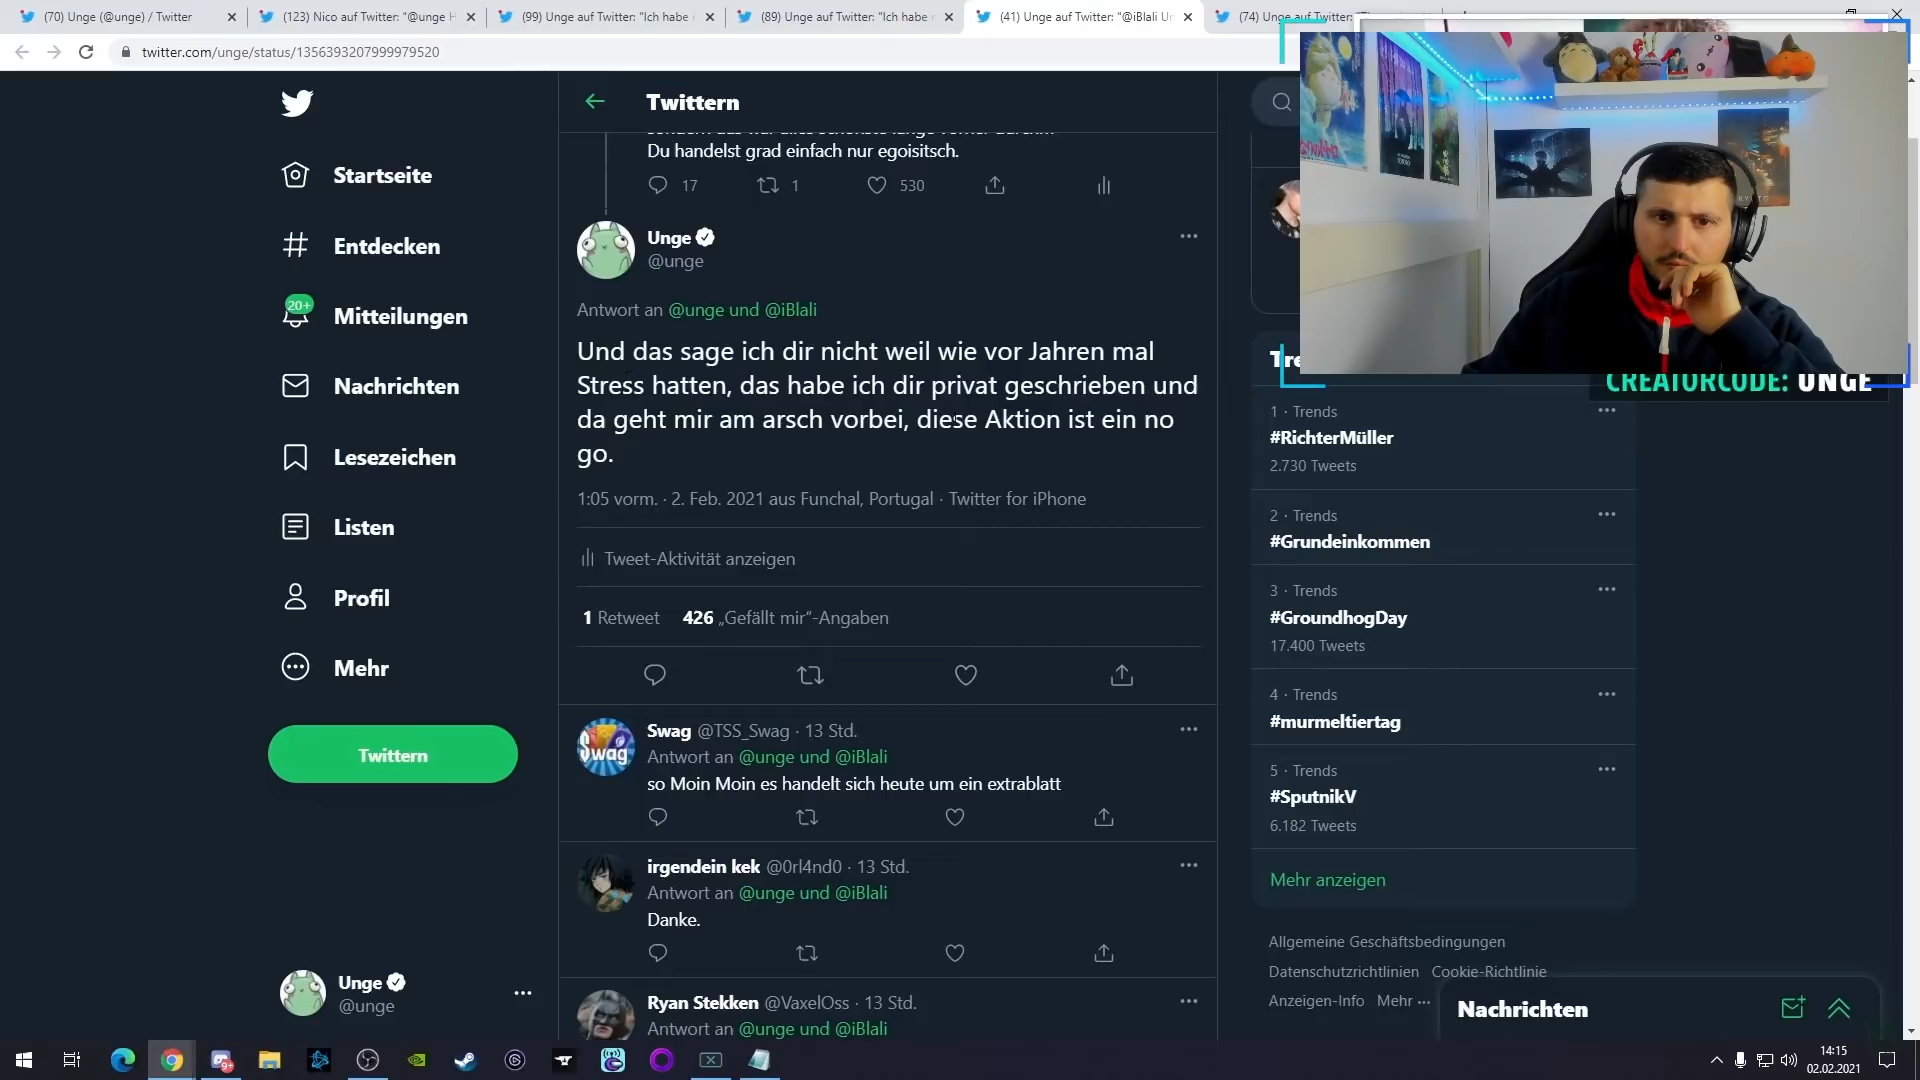 (70) Unge (@unge) / Twitter
(123) Nico auf Twitter: "@unge H
(99) Unge auf Twitter: "Ich habe
(89) Unge auf Twitter: "Ich habe
(41) Unge auf Twitter: "@iBlali Un
(74) Unge auf Twitter:
twitter.com/unge/status/1356393207999979520
Startseite
Entdecken
20+
Mitteilungen
Nachrichten
Lesezeichen
Listen
Profil
Mehr
Twittern
Unge
@unge
Twittern
Du handelst grad einfach nur egoisitsch.
17
1
530
Unge
@unge
Antwort an @unge und @iBlali
Und das sage ich dir nicht weil wie vor Jahren mal
Stress hatten, das habe ich dir privat geschrieben und
da geht mir am arsch vorbei, diese Aktion ist ein no
go.
1:05 vorm. · 2. Feb. 2021 aus Funchal, Portugal · Twitter for iPhone
Tweet-Aktivität anzeigen
1 Retweet 426 „Gefällt mir“-Angaben
Swag @TSS_Swag · 13 Std.
Antwort an @unge und @iBlali
so Moin Moin es handelt sich heute um ein extrablatt
Swag
irgendein kek @0rl4nd0 · 13 Std.
Antwort an @unge und @iBlali
Danke.
Ryan Stekken @VaxelOss · 13 Std.
Antwort an @unge und @iBlali
CREATORCODE: UNGE
Tre
1 · Trends
#RichterMüller
2.730 Tweets
2 · Trends
#Grundeinkommen
3 · Trends
#GroundhogDay
17.400 Tweets
4 · Trends
#murmeltiertag
5 · Trends
#SputnikV
6.182 Tweets
Mehr anzeigen
Allgemeine Geschäftsbedingungen
Datenschutzrichtlinien Cookie-Richtlinie
Anzeigen-Info Mehr ···
Nachrichten
9+
14:15
02.02.2021